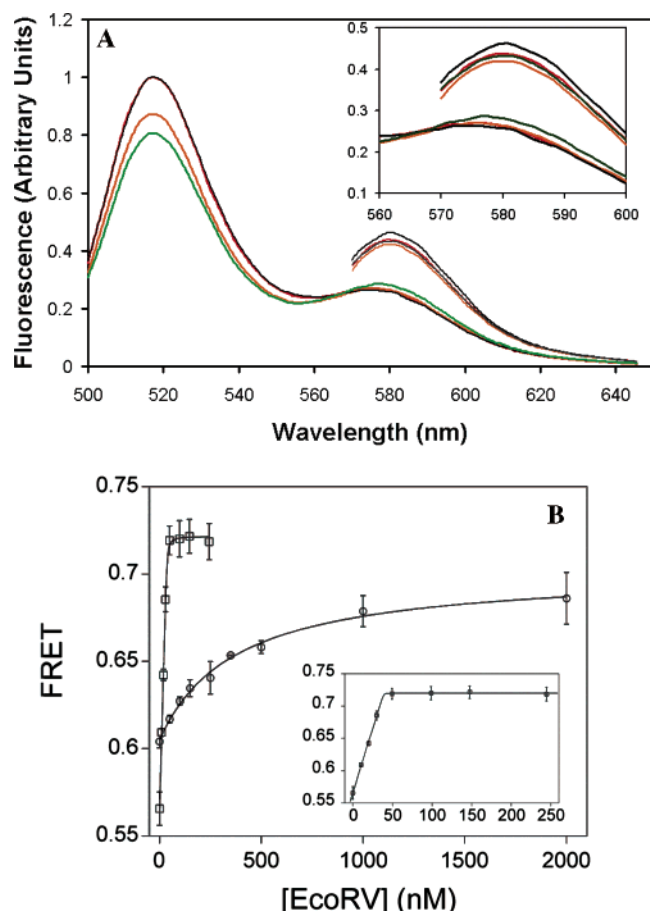 A
Fluorescence (Arbitrary Units)
1.2
1
0.8
0.6
0.4
0.2
0
500 520 540 560 580 600 620 640
Wavelength (nm)
0.5
0.4
0.3
0.2
0.1
560 570 580 590 600
B
FRET
0.75
0.7
0.65
0.6
0.55
0 500 1000 1500 2000
[EcoRV] (nM)
0.75
0.7
0.65
0.6
0.55
0 50 100 150 200 250